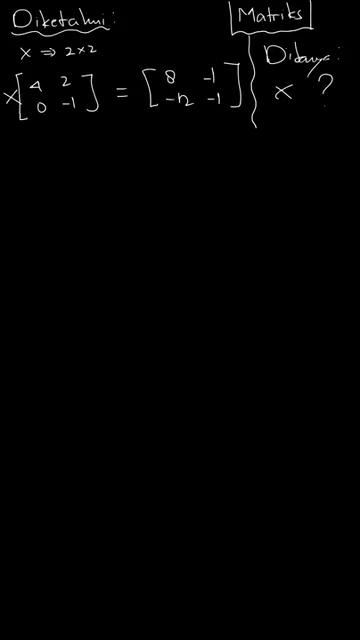 Diketahui:
Matriks
x ⇒ 2×2
Ditanya:
x [4 2] = [8 -1]
[0 -1] [-12 -1]
x ?